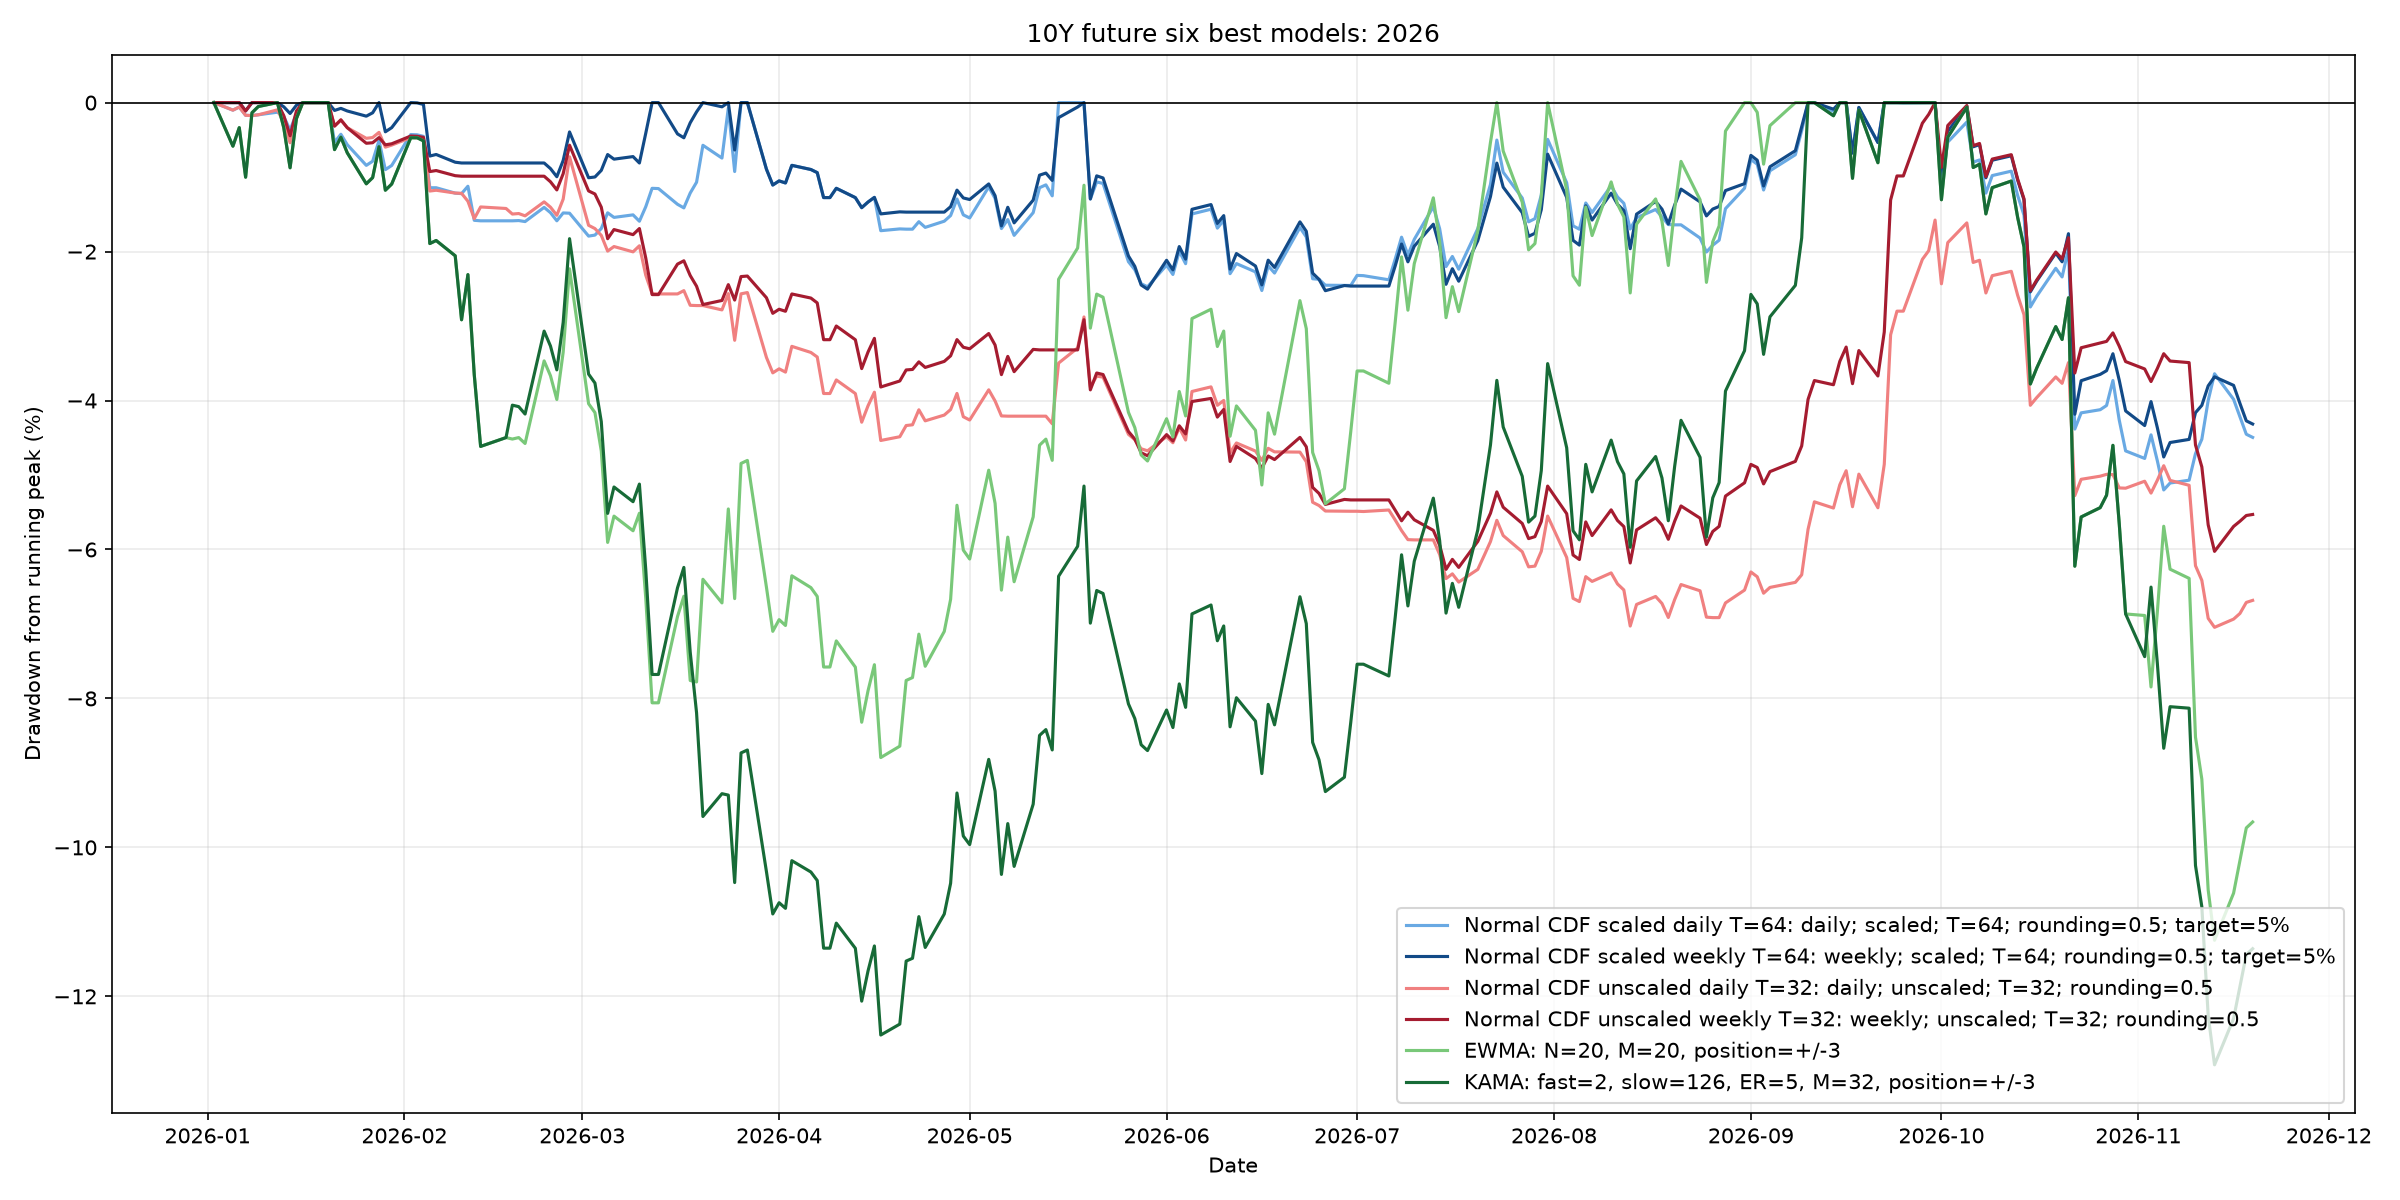 10Y future six best models: 2026
Drawdown from running peak (%)
0
−2
−4
−6
−8
−10
−12
Normal CDF scaled daily T=64: daily; scaled; T=64; rounding=0.5; target=5%
Normal CDF scaled weekly T=64: weekly; scaled; T=64; rounding=0.5; target=5%
Normal CDF unscaled daily T=32: daily; unscaled; T=32; rounding=0.5
Normal CDF unscaled weekly T=32: weekly; unscaled; T=32; rounding=0.5
EWMA: N=20, M=20, position=+/-3
KAMA: fast=2, slow=126, ER=5, M=32, position=+/-3
2026-01 2026-02 2026-03 2026-04 2026-05 2026-06 2026-07 2026-08 2026-09 2026-10 2026-11 2026-12
Date